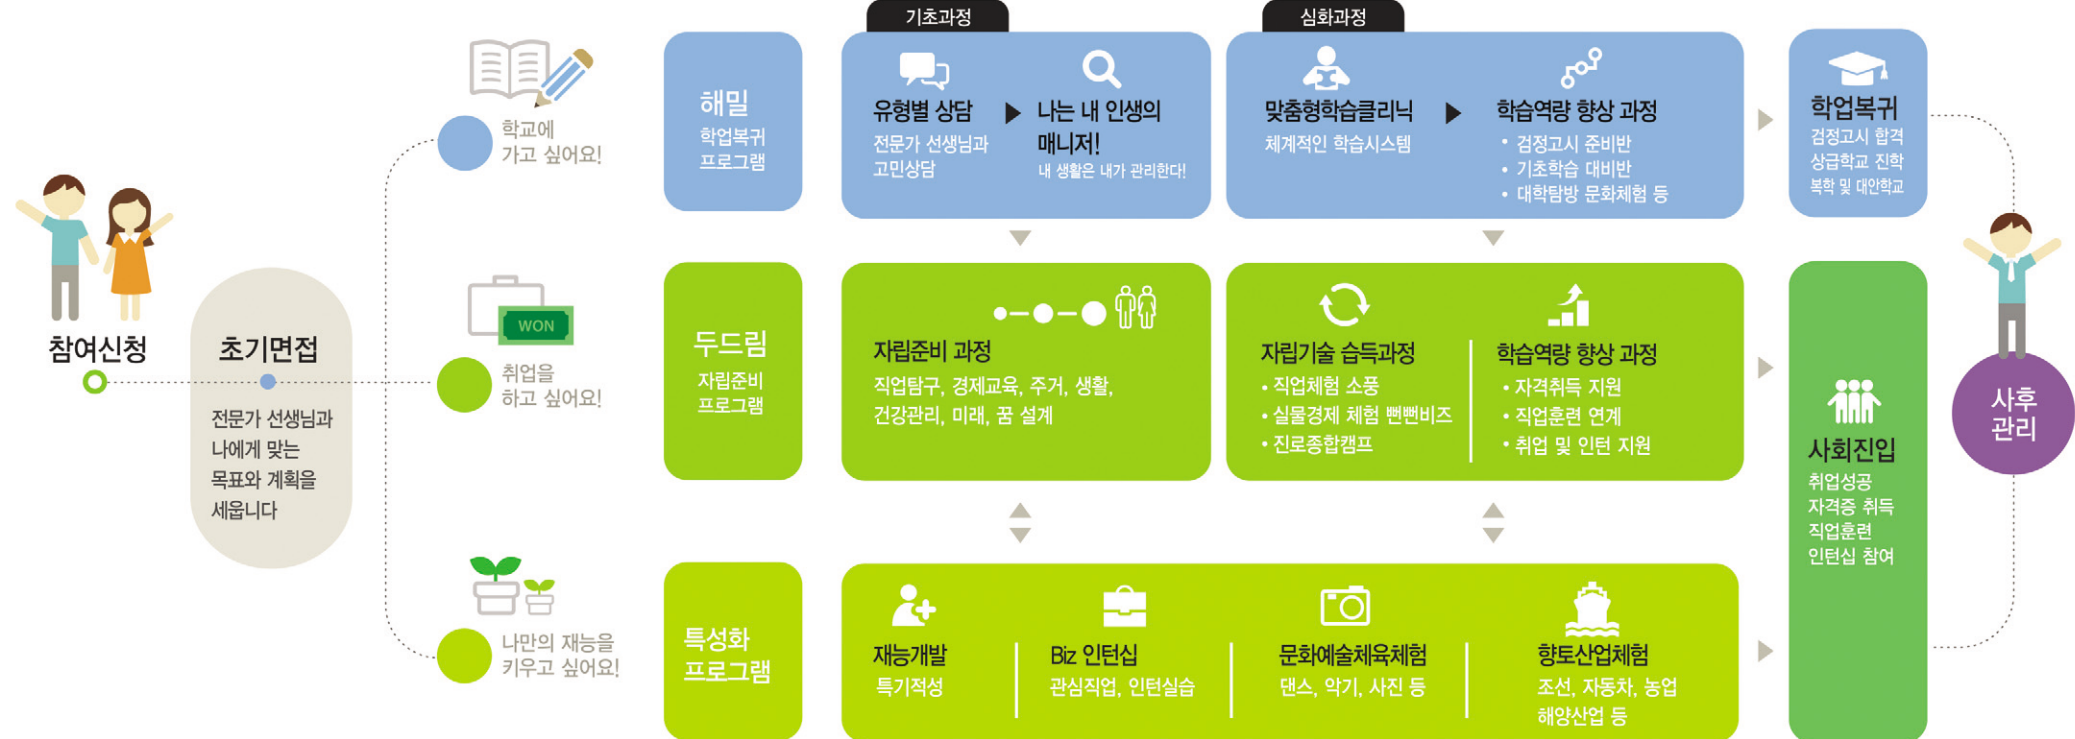 참여신청
초기면접
전문가 선생님과
나에게 맞는
목표와 계획을
세웁니다
학교에
가고 싶어요!
WON
취업을
하고 싶어요!
나만의 재능을
키우고 싶어요!
해밀
학업복귀
프로그램
기초과정
유형별 상담
전문가 선생님과
고민상담
나는 내 인생의
매니저!
내 생활은 내가 관리한다!
심화과정
맞춤형학습클리닉
체계적인 학습시스템
학습역량 향상 과정
• 검정고시 준비반
• 기초학습 대비반
• 대학탐방 문화체험 등
학업복귀
검정고시 합격
상급학교 진학
복학 및 대안학교
두드림
자립준비
프로그램
자립준비 과정
직업탐구, 경제교육, 주거, 생활,
건강관리, 미래, 꿈 설계
자립기술 습득과정
• 직업체험 소풍
• 실물경제 체험 뻔뻔비즈
• 진로종합캠프
학습역량 향상 과정
• 자격취득 지원
• 직업훈련 연계
• 취업 및 인턴 지원
특성화
프로그램
재능개발
특기적성
Biz 인턴십
관심직업, 인턴실습
문화예술체육체험
댄스, 악기, 사진 등
향토산업체험
조선, 자동차, 농업
해양산업 등
사회진입
취업성공
자격증 취득
직업훈련
인턴십 참여
사후
관리